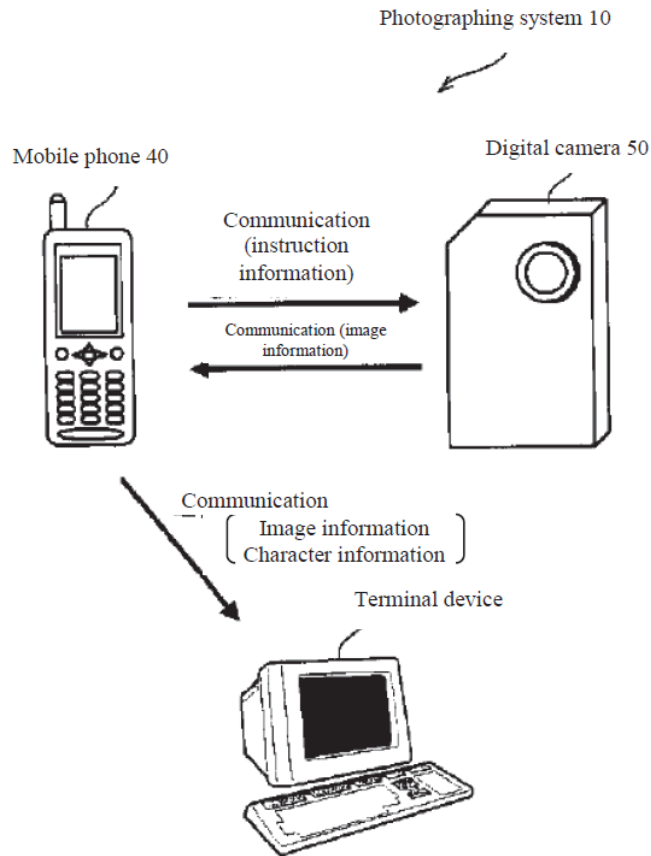 Photographing system 10
Mobile phone 40
Digital camera 50
Communication
(instruction
information)
Communication (image
information)
Communication
Image information
Character information
Terminal device